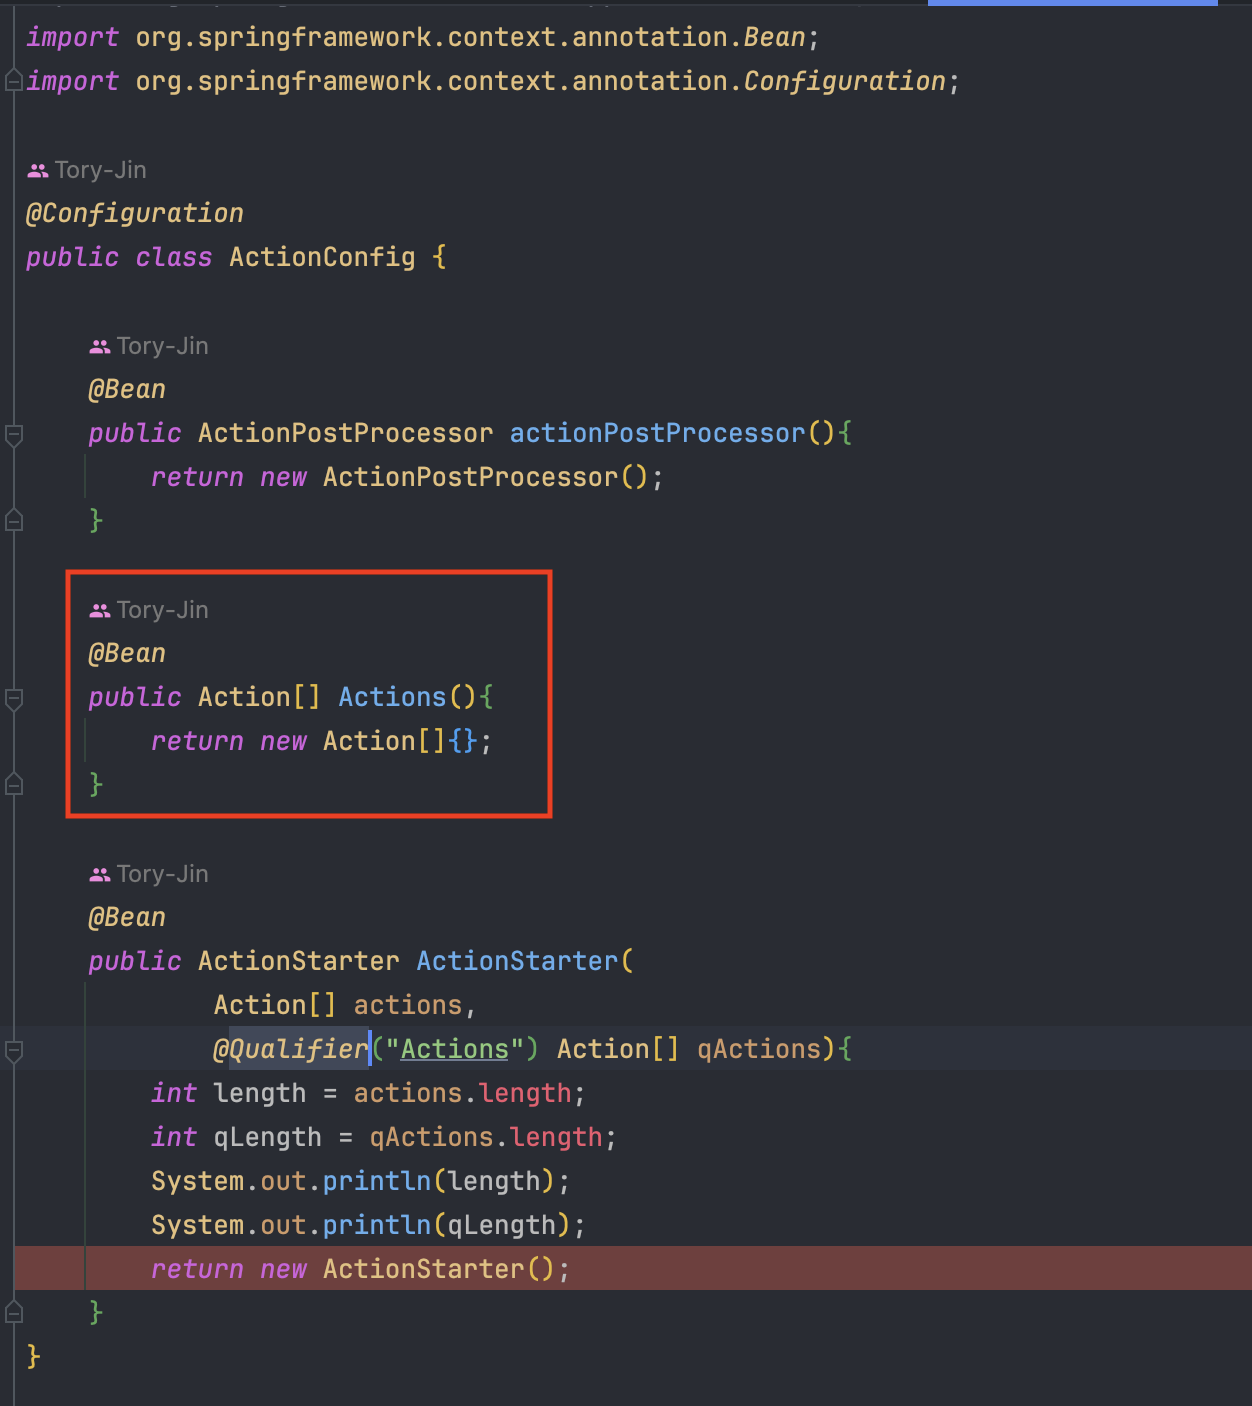 import org.springframework.context.annotation.Bean;
import org.springframework.context.annotation.Configuration;
Tory-Jin
@Configuration
public class ActionConfig {
Tory-Jin
@Bean
public ActionPostProcessor actionPostProcessor(){
return new ActionPostProcessor();
}
Tory-Jin
@Bean
public Action[] Actions(){
return new Action[]{};
}
Tory-Jin
@Bean
public ActionStarter ActionStarter(
Action[] actions,
@Qualifier("Actions") Action[] qActions){
int length = actions.length;
int qLength = qActions.length;
System.out.println(length);
System.out.println(qLength);
return new ActionStarter();
}
}